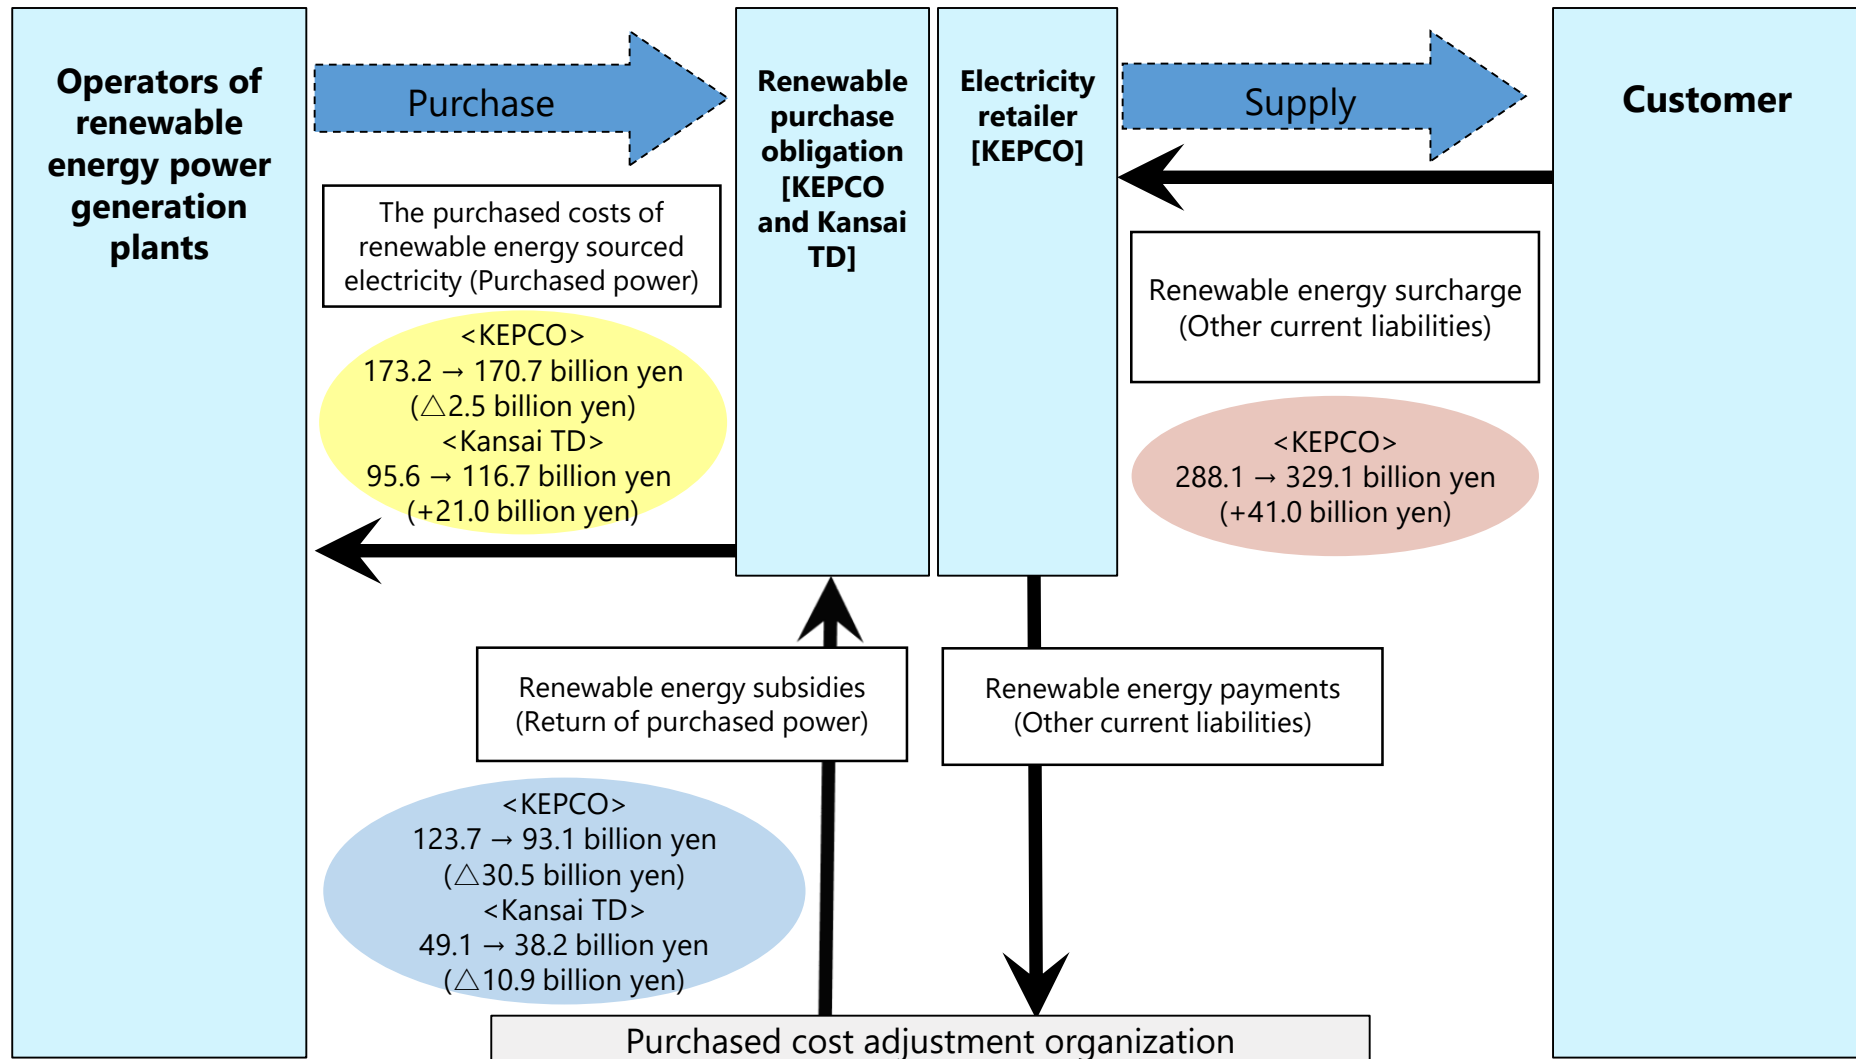 Operators of
renewable
energy power
generation
plants
Purchase
The purchased costs of
renewable energy sourced
electricity (Purchased power)
<KEPCO>
173.2 → 170.7 billion yen
(△2.5 billion yen)
<Kansai TD>
95.6 → 116.7 billion yen
(+21.0 billion yen)
Renewable
purchase
obligation
[KEPCO
and Kansai
TD]
Electricity
retailer
[KEPCO]
Supply
Customer
Renewable energy surcharge
(Other current liabilities)
<KEPCO>
288.1 → 329.1 billion yen
(+41.0 billion yen)
Renewable energy subsidies
(Return of purchased power)
Renewable energy payments
(Other current liabilities)
<KEPCO>
123.7 → 93.1 billion yen
(△30.5 billion yen)
<Kansai TD>
49.1 → 38.2 billion yen
(△10.9 billion yen)
Purchased cost adjustment organization